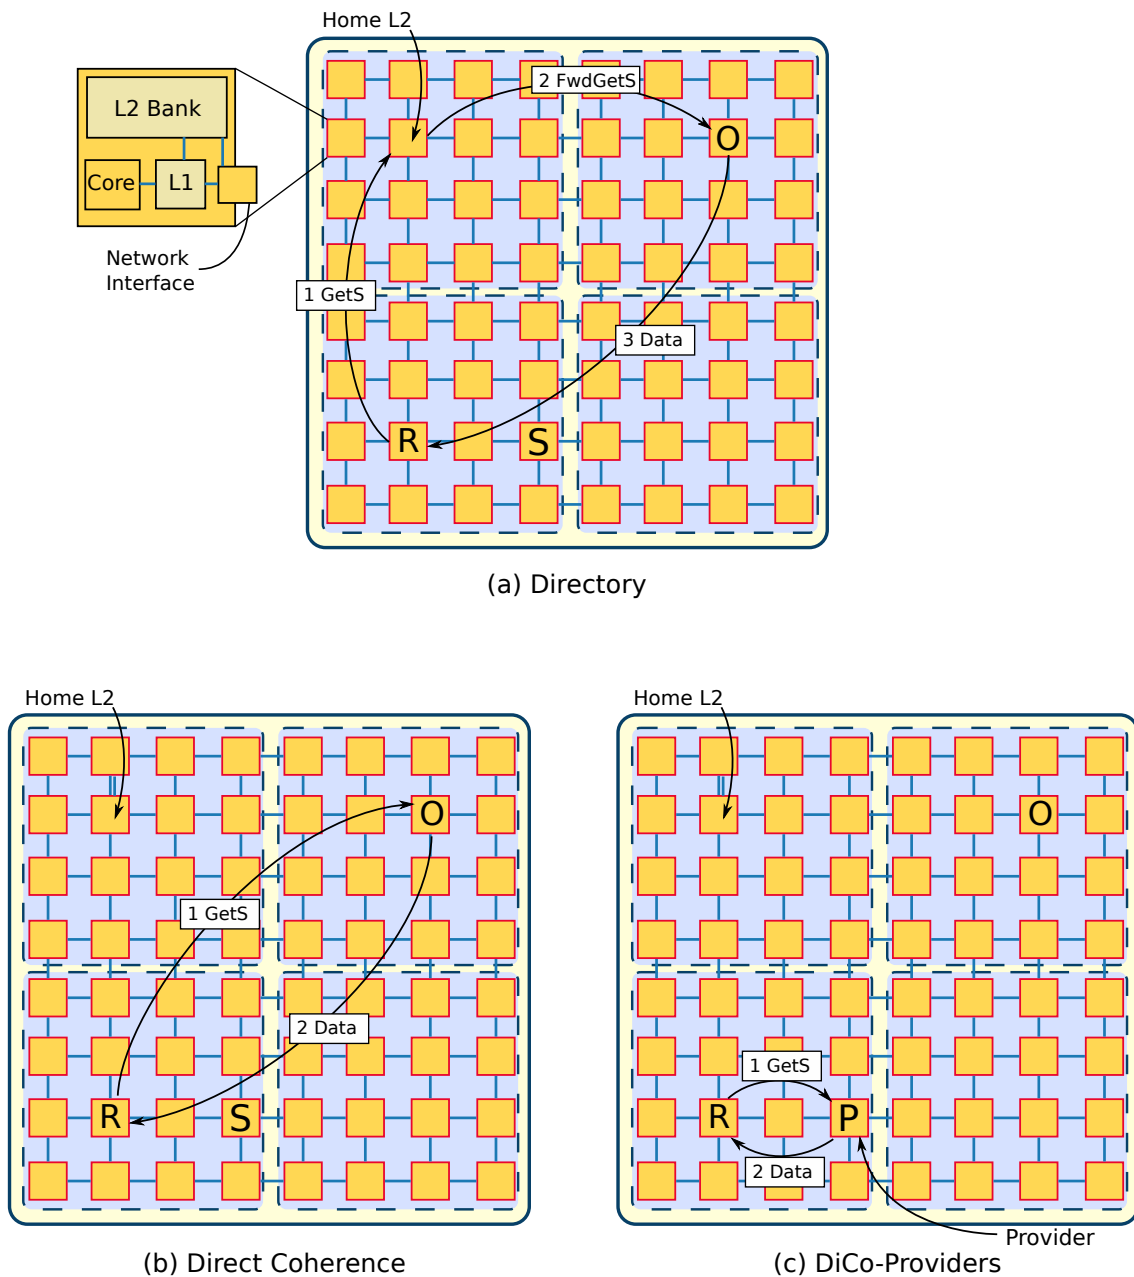 Home L2
2 FwdGetS
L2 Bank
O
Core
L1
Network
Interface
1 GetS
3 Data
R
S
(a) Directory
Home L2
O
1 GetS
2 Data
R
S
(b) Direct Coherence
Home L2
O
1 GetS
R
P
2 Data
Provider
(c) DiCo-Providers